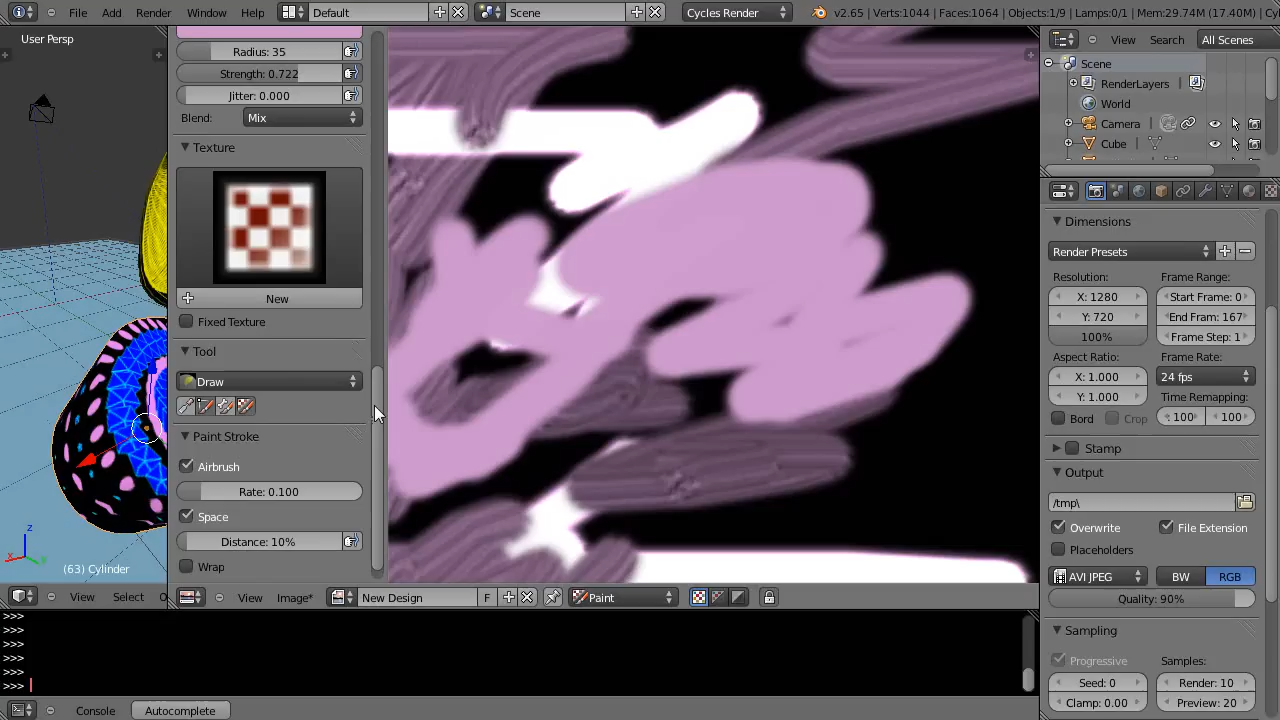 File Add Render Window Help Default Scene Cycles Render v2.65 | Verts:1044 | Faces:1064 | Objects:1/9 | Lamps:0/1 | Mem:29.74M (17.40M) | Cu
User Persp
View Search All Scenes
Radius: 35
Strength: 0.722
Jitter: 0.000
Blend: Mix
Texture
New
Fixed Texture
Tool
Draw
Paint Stroke
Airbrush
Rate: 0.100
Space
Distance: 10%
Wrap
Scene
RenderLayers
World
Camera
Cube
Dimensions
Render Presets
Resolution: Frame Range:
X: 1280 Start Frame: 0
Y: 720 End Fram: 167
100% Frame Step: 1
Aspect Ratio: Frame Rate:
X: 1.000 24 fps
Y: 1.000 Time Remapping:
Bord Crop 100 100
Stamp
Output
/tmp\
Overwrite File Extension
Placeholders
AVI JPEG BW RGB
Quality: 90%
Sampling
Progressive Samples:
Seed: 0 Render: 10
Clamp: 0.00 Preview: 20
z
x y
(63) Cylinder
View Select O
View Image* New Design F Paint
>>>
>>>
>>>
>>>
>>>
>>>
Console Autocomplete